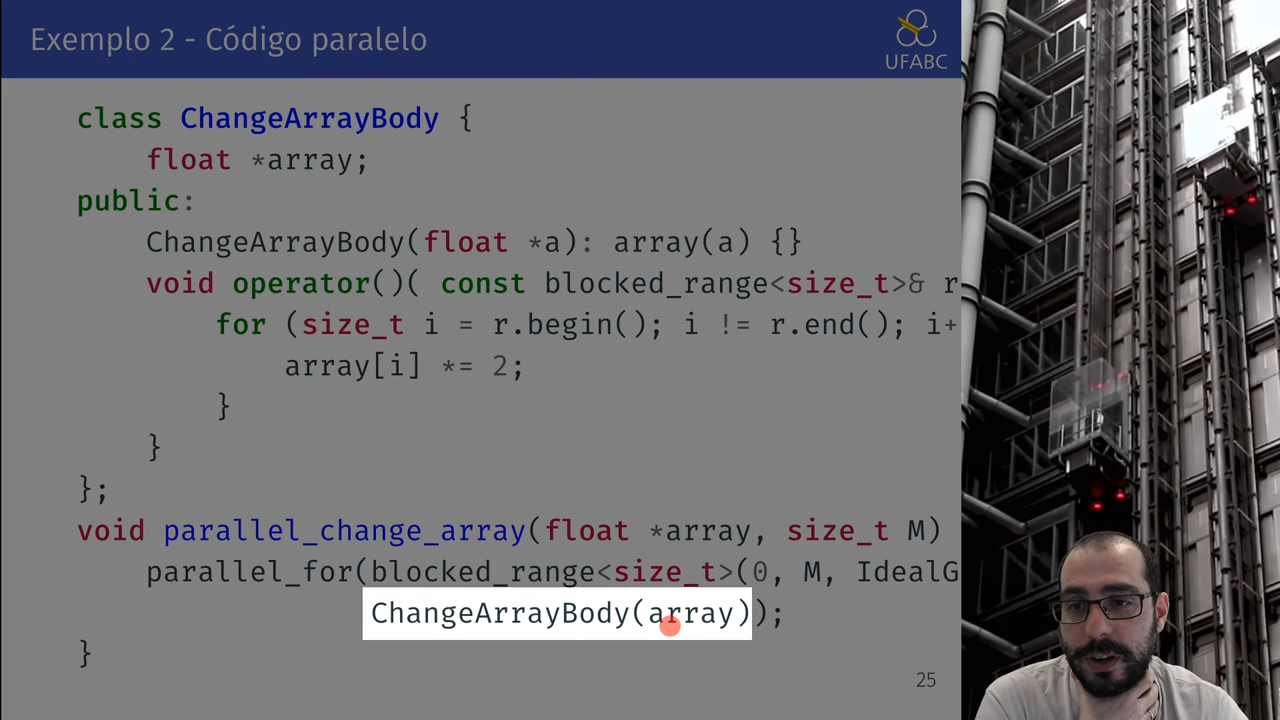 Exemplo 2 - Código paralelo
UFABC
class ChangeArrayBody {
float *array;
public:
ChangeArrayBody(float *a): array(a) {}
void operator()( const blocked_range<size_t>& r
for (size_t i = r.begin(); i != r.end(); i+
array[i] *= 2;
}
}
};
void parallel_change_array(float *array, size_t M)
parallel_for(blocked_range<size_t>(0, M, IdealG
ChangeArrayBody(array));
}
25